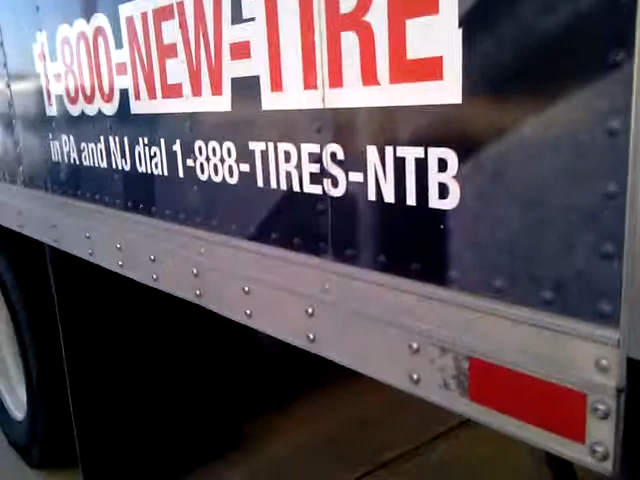 1-800-NEW-TIRE
in PA and NJ dial 1-888-TIRES-NTB